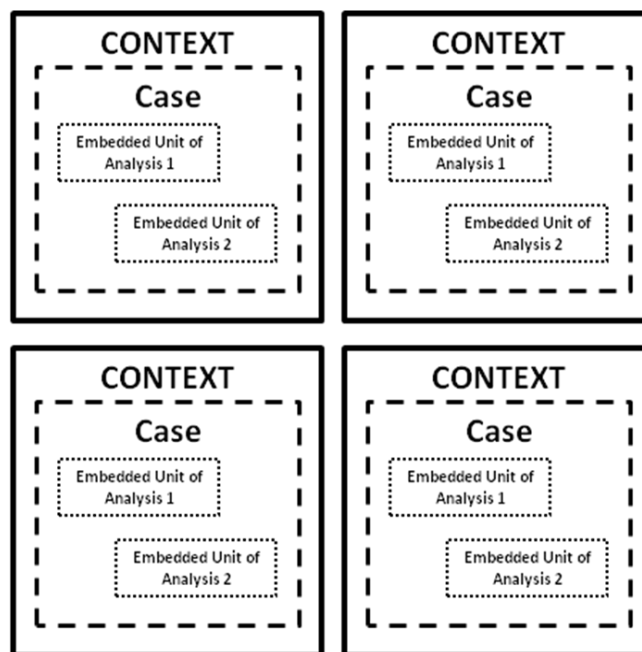 CONTEXT
Case
Embedded Unit of
Analysis 1
Embedded Unit of
Analysis 2
CONTEXT
Case
Embedded Unit of
Analysis 1
Embedded Unit of
Analysis 2
CONTEXT
Case
Embedded Unit of
Analysis 1
Embedded Unit of
Analysis 2
CONTEXT
Case
Embedded Unit of
Analysis 1
Embedded Unit of
Analysis 2